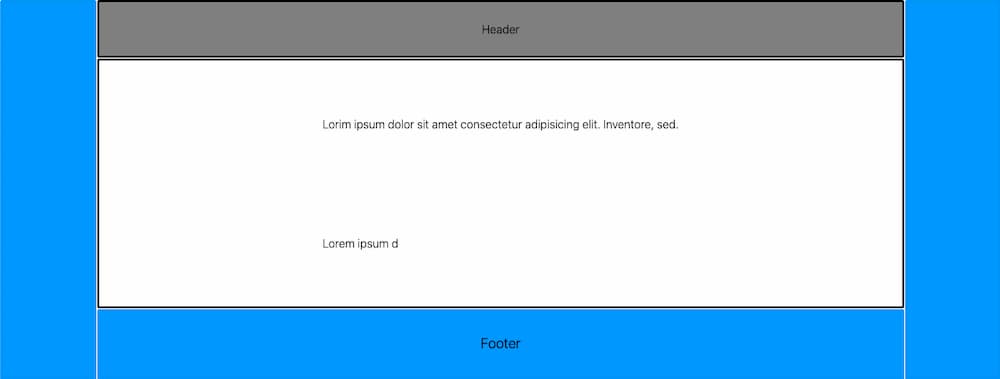 Header
Lorim ipsum dolor sit amet consectetur adipisicing elit. Inventore, sed.
Lorem ipsum d
Footer